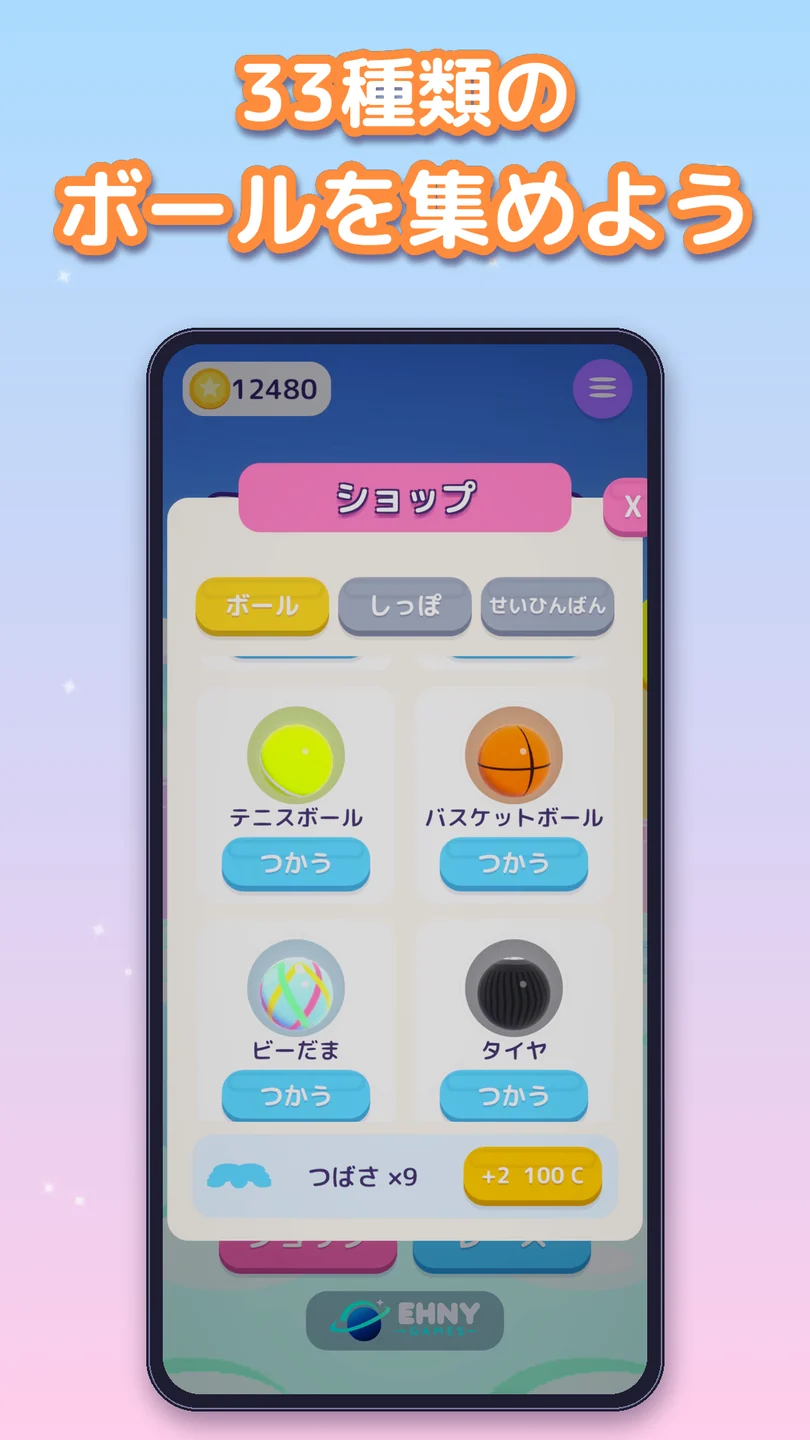 33種類の
ボールを集めよう
12480
ショップ
X
ボール
しっぽ
せいひんばん
テニスボール
バスケットボール
つかう
つかう
ビーだま
タイヤ
つかう
つかう
つばさ ×9
+2 100 C
EHNY
GAMES